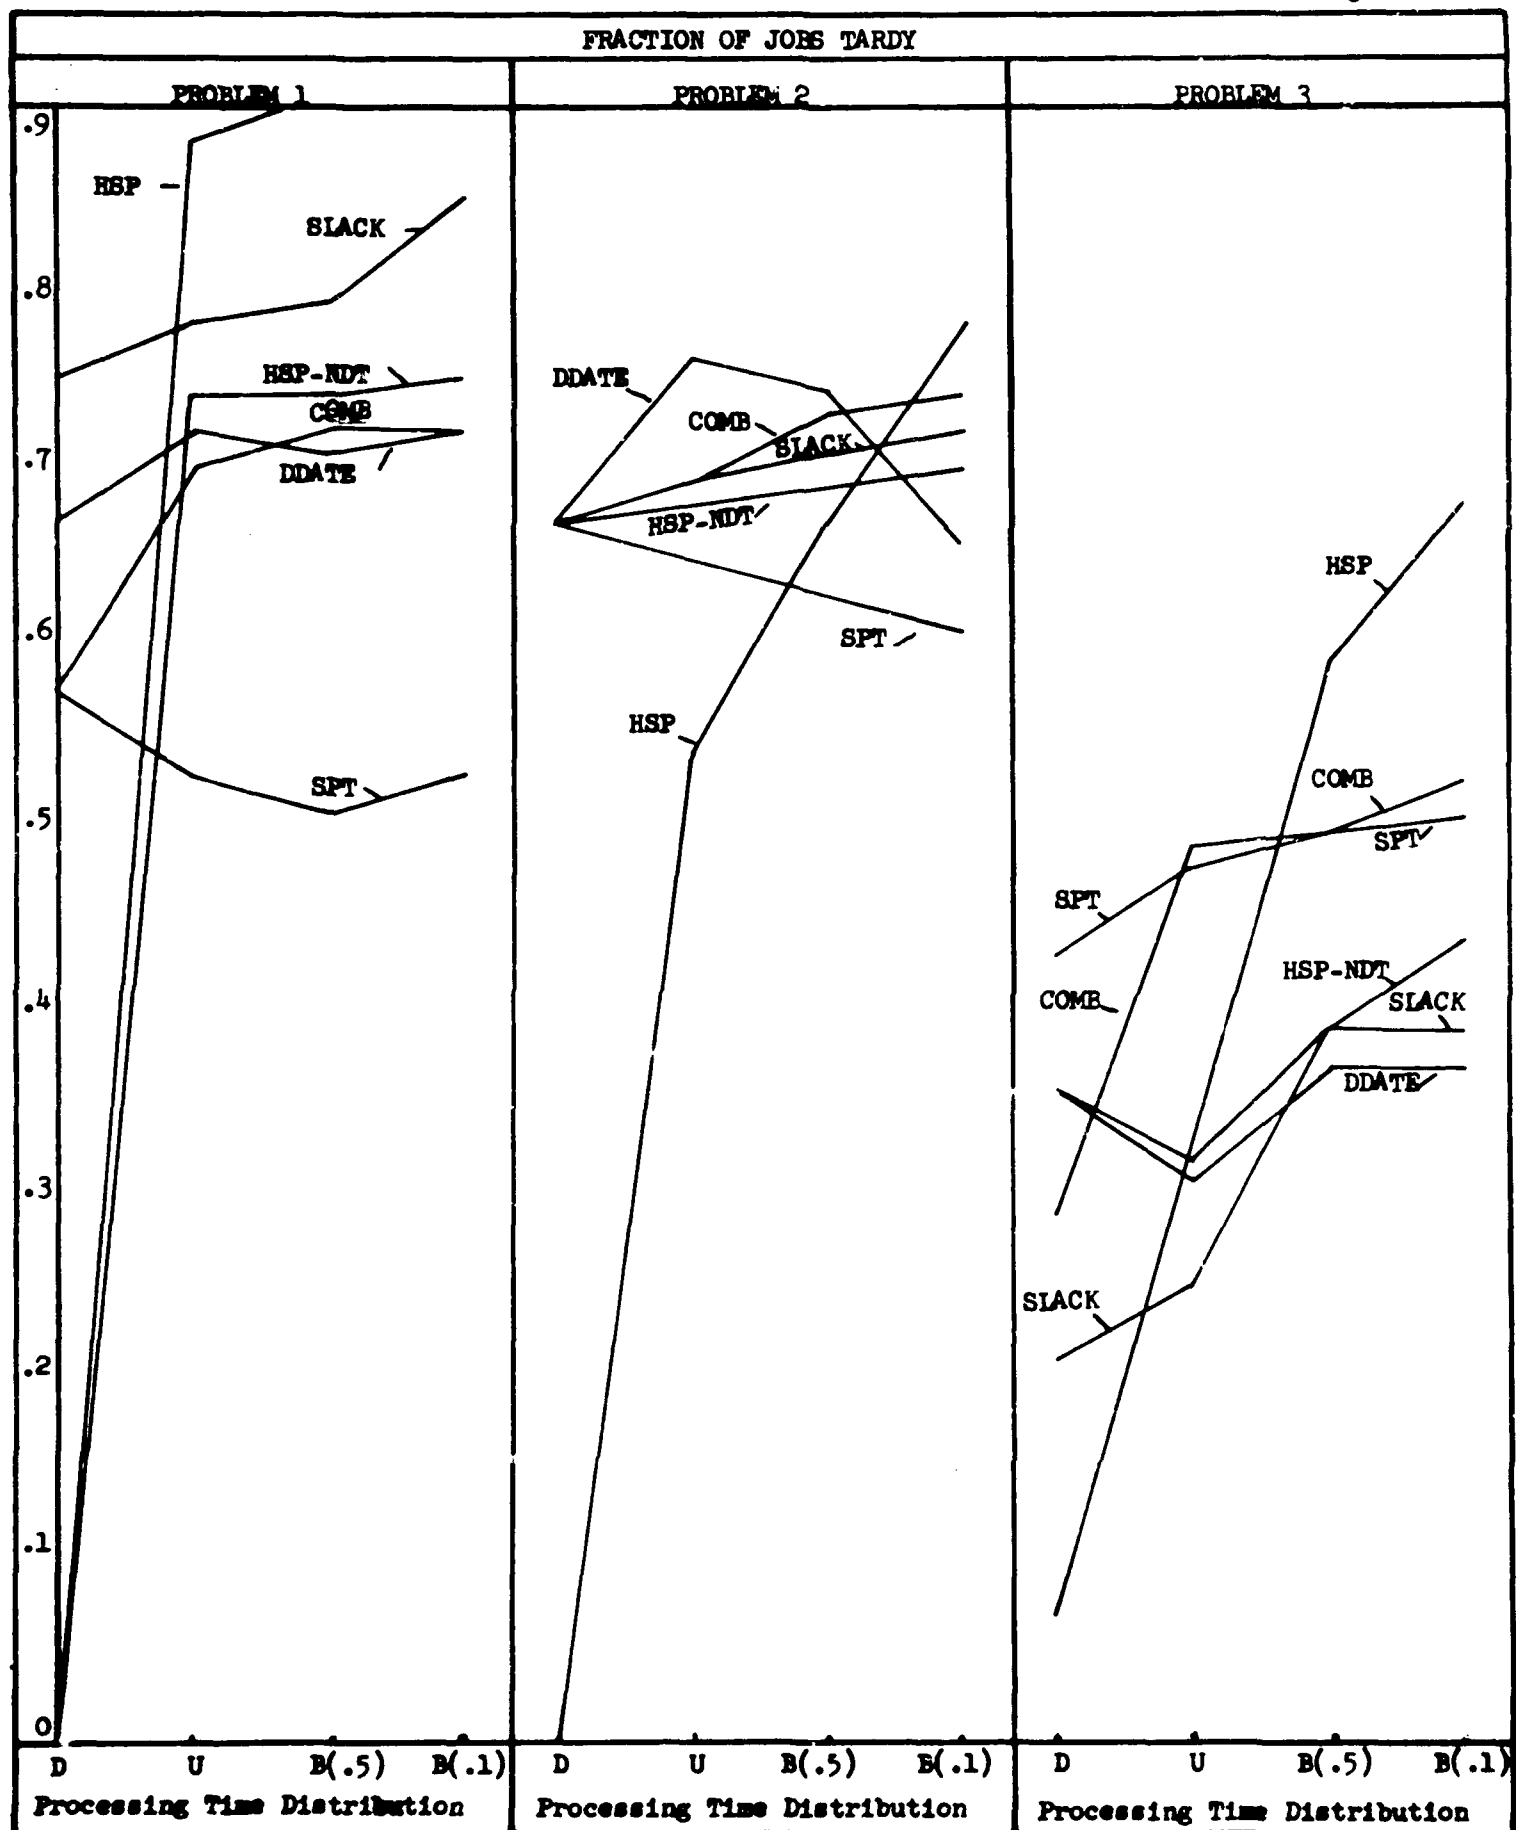 FRACTION OF JOBS TARDY
PROBLEM 1
PROBLEM 2
PROBLEM 3
.9
.8
.7
.6
.5
.4
.3
.2
.1
0
HSP
SLACK
HSP-NDT
COMB
DDATE
SPT
DDATE
COMB
SLACK
HSP-NDT
SPT
HSP
HSP
COMB
SPT
SPT
HSP-NDT
COMB
SLACK
DDATE
SLACK
D U B(.5) B(.1)
D U B(.5) B(.1)
D U B(.5) B(.1)
Processing Time Distribution
Processing Time Distribution
Processing Time Distribution